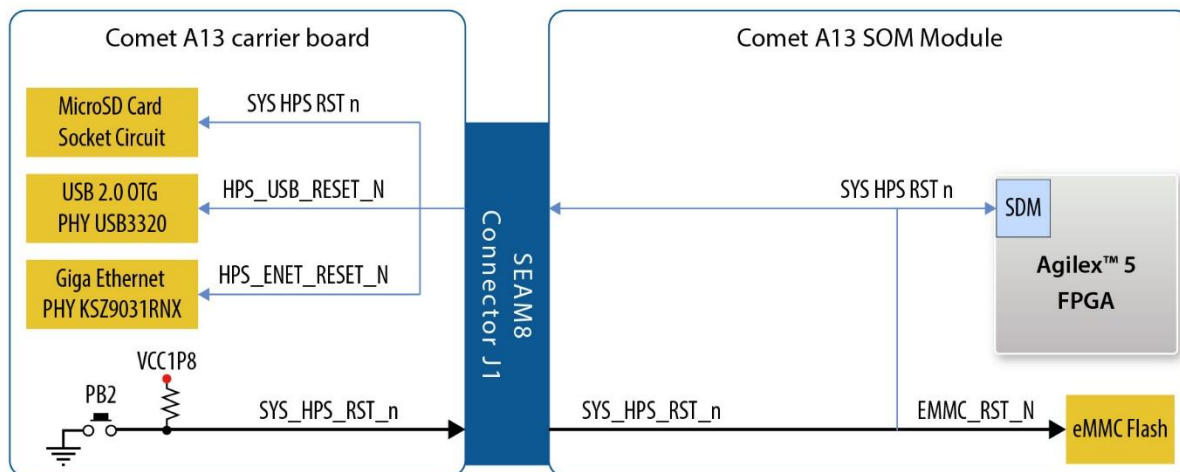 Comet A13 carrier board
Comet A13 SOM Module
MicroSD Card
Socket Circuit
SYS HPS RST n
USB 2.0 OTG
PHY USB3320
HPS_USB_RESET_N
Giga Ethernet
PHY KSZ9031RNX
HPS_ENET_RESET_N
VCC1P8
PB2
SYS_HPS_RST_n
SEAM8
Connector J1
SYS HPS RST n
SDM
Agilex™ 5
FPGA
SYS_HPS_RST_n
EMMC_RST_N
eMMC Flash